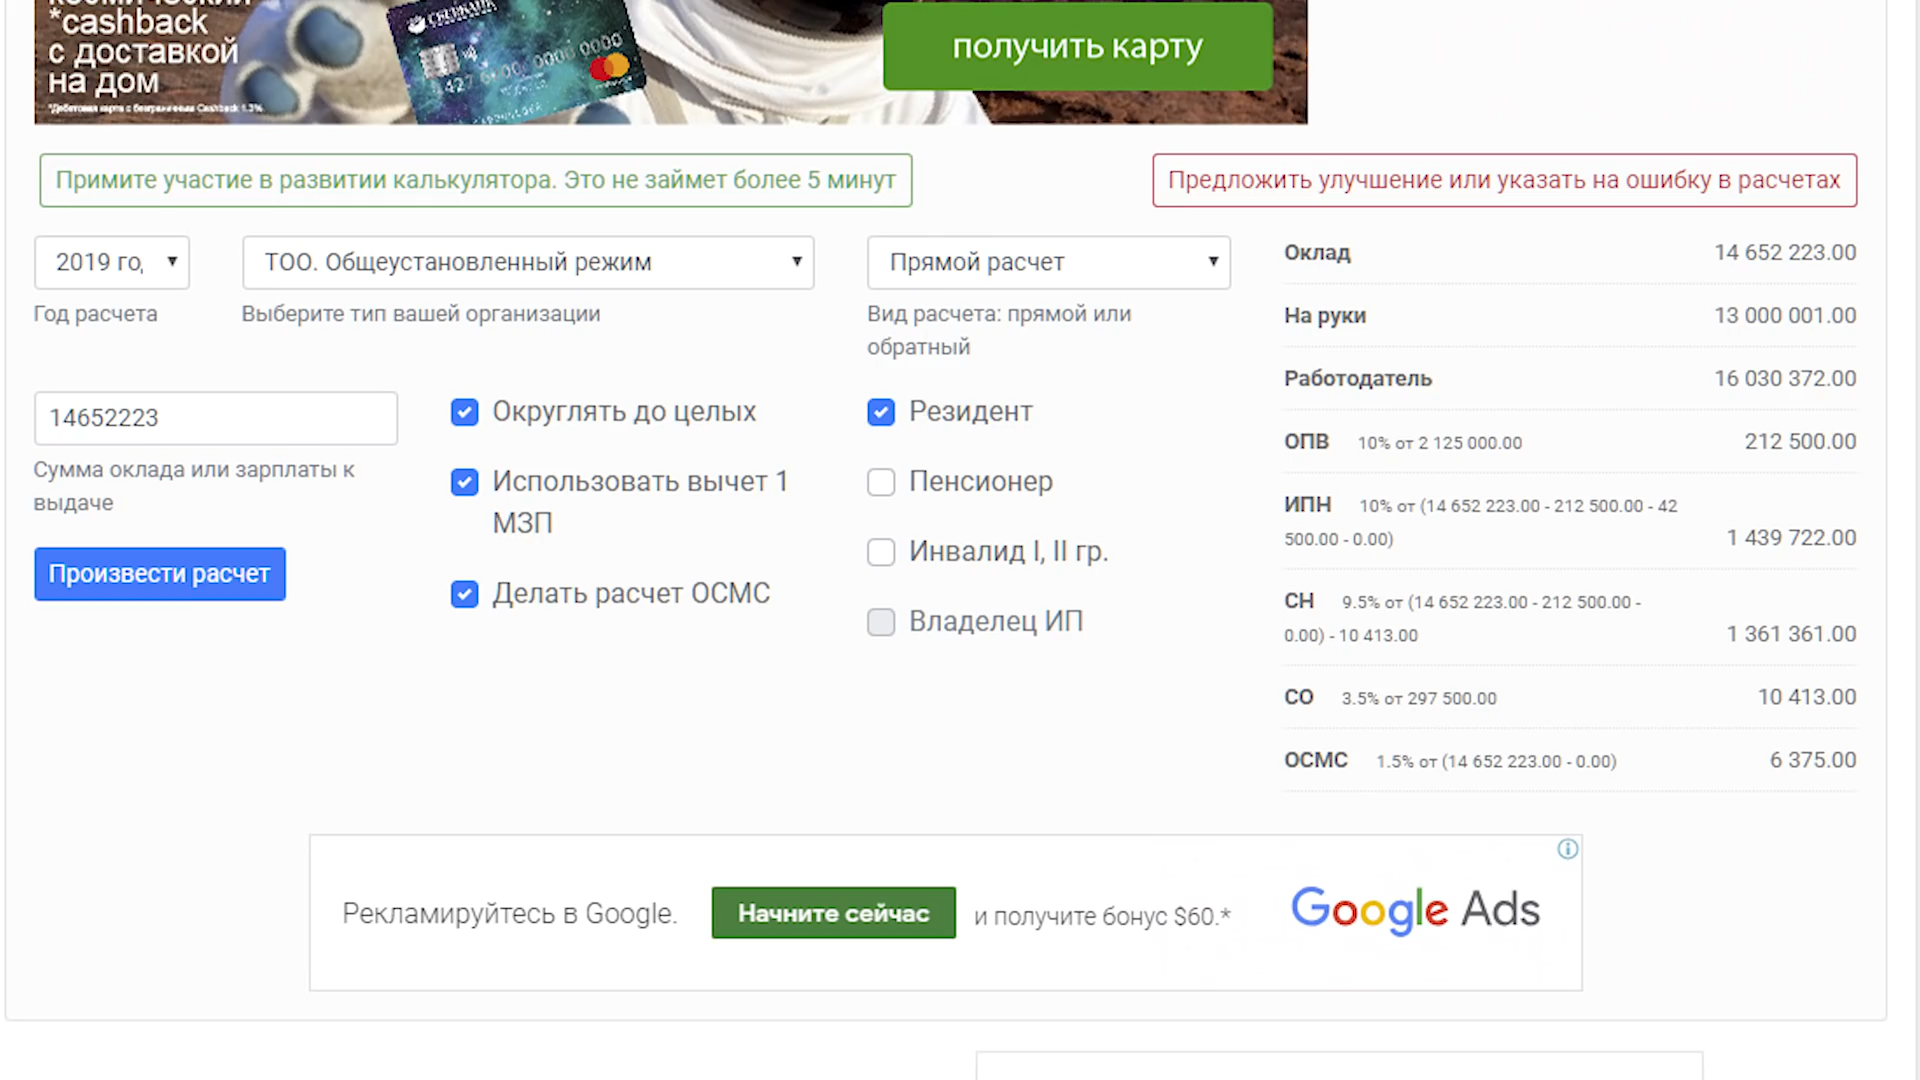 *cashback
с доставкой
на дом
*Дебетовая карта с безграничным Cashback 1.3%
СБЕРБАНК
получить карту
Примите участие в развитии калькулятора. Это не займет более 5 минут
Предложить улучшение или указать на ошибку в расчетах
2019 го
ТОО. Общеустановленный режим
Прямой расчет
Год расчета
Выберите тип вашей организации
Вид расчета: прямой или
обратный
14652223
Сумма оклада или зарплаты к
выдаче
Произвести расчет
Округлять до целых
Использовать вычет 1
МЗП
Делать расчет ОСМС
Резидент
Пенсионер
Инвалид I, II гр.
Владелец ИП
Оклад 14 652 223.00
На руки 13 000 001.00
Работодатель 16 030 372.00
ОПВ 10% от 2 125 000.00 212 500.00
ИПН 10% от (14 652 223.00 - 212 500.00 - 42
500.00 - 0.00) 1 439 722.00
СН 9.5% от (14 652 223.00 - 212 500.00 -
0.00) - 10 413.00 1 361 361.00
СО 3.5% от 297 500.00 10 413.00
ОСМС 1.5% от (14 652 223.00 - 0.00) 6 375.00
Рекламируйтесь в Google.
Начните сейчас
и получите бонус $60.*
Google Ads